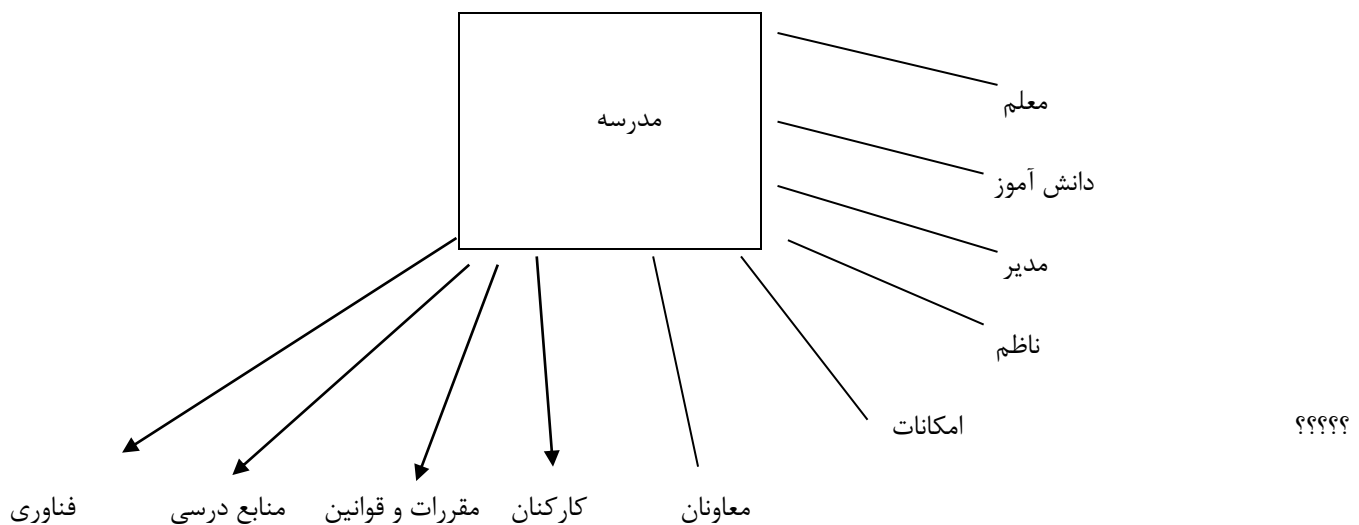 مدرسه
معلم
دانش آموز
مدیر
ناظم
؟؟؟؟؟ امکانات
معاونان کارکنان مقررات و قوانین منابع درسی فناوری